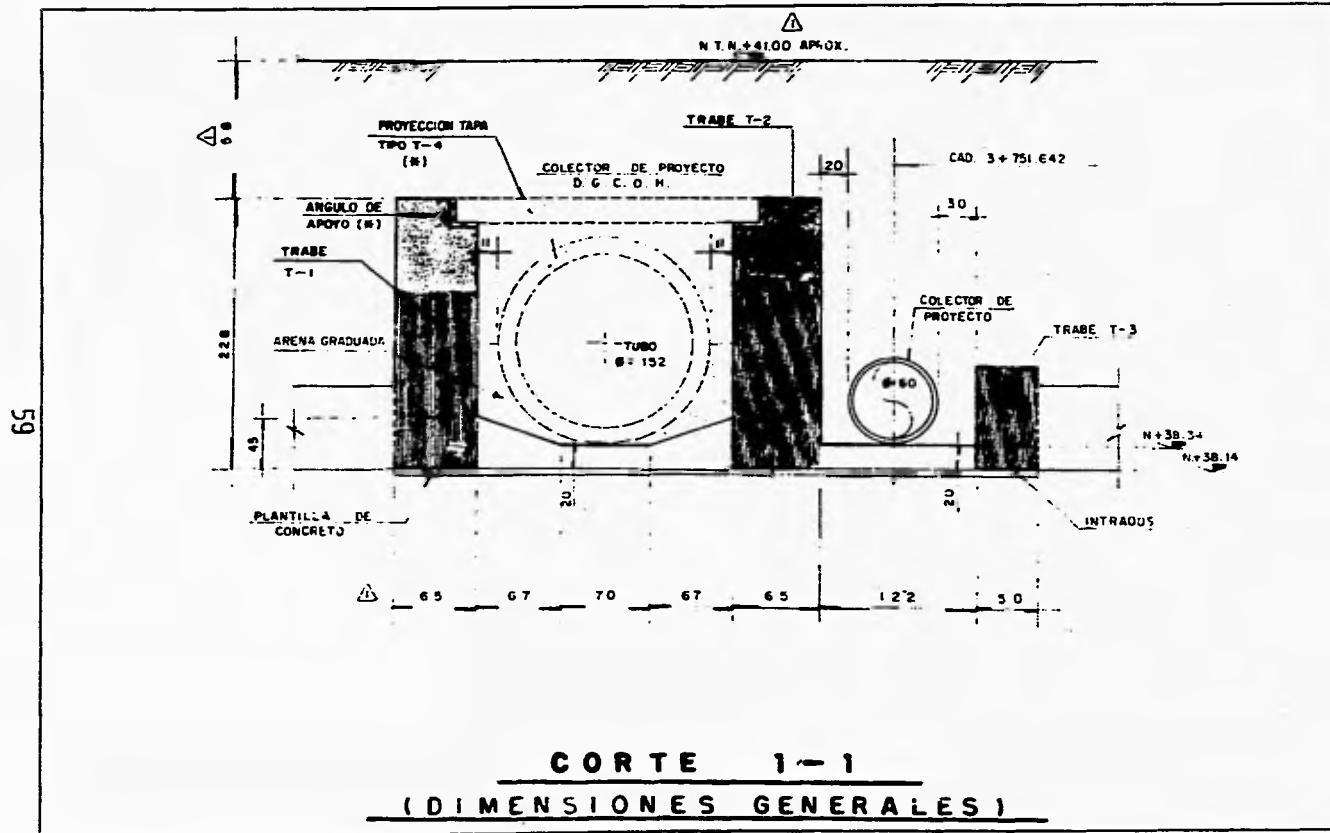 N.T.N.+41.00 APROX.
PROYECCION TAPA
TIPO T-4
(*)
TRABE T-2
COLECTOR DE PROYECTO
D. G. C. O. H.
20
CAD. 3+751.642
30
ANGULO DE
APOYO (*)
11
11
TRABE
T-1
COLECTOR DE
PROYECTO
228
ARENA GRADUADA
TUBO
Ø=152
Ø=60
TRABE T-3
45
N+38.34
N+38.14
20
20
PLANTILLA DE
CONCRETO
INTRADOS
65 67 70 67 65 122 50
59
CORTE 1-1
(DIMENSIONES GENERALES)